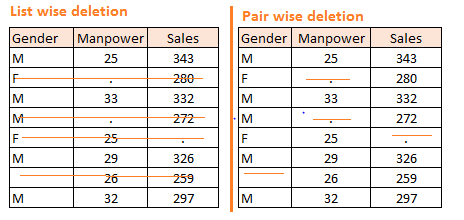 List wise deletion
Gender Manpower Sales
M 25 343
F . 280
M 33 332
M . 272
F 25 .
M 29 326
26 259
M 32 297
Pair wise deletion
Gender Manpower Sales
M 25 343
F . 280
M 33 332
M . 272
F 25 .
M 29 326
26 259
M 32 297